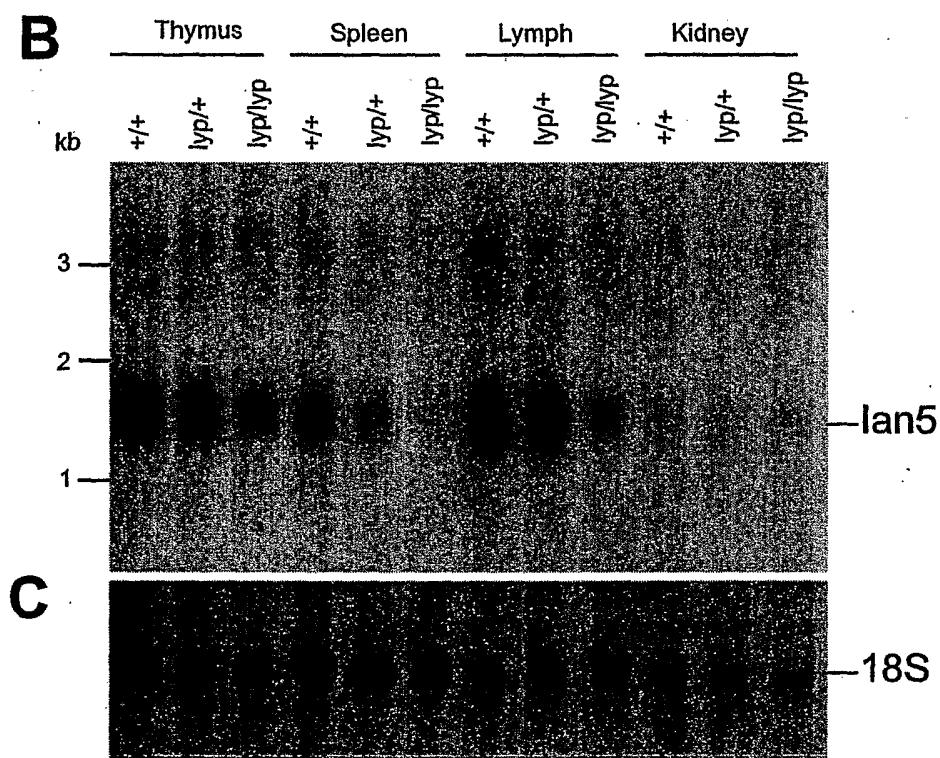 B
Thymus Spleen Lymph Kidney
kb +/+ lyp/+ lyp/lyp +/+ lyp/+ lyp/lyp +/+ lyp/+ lyp/lyp +/+ lyp/+ lyp/lyp
3
2
Ian5
1
C
18S